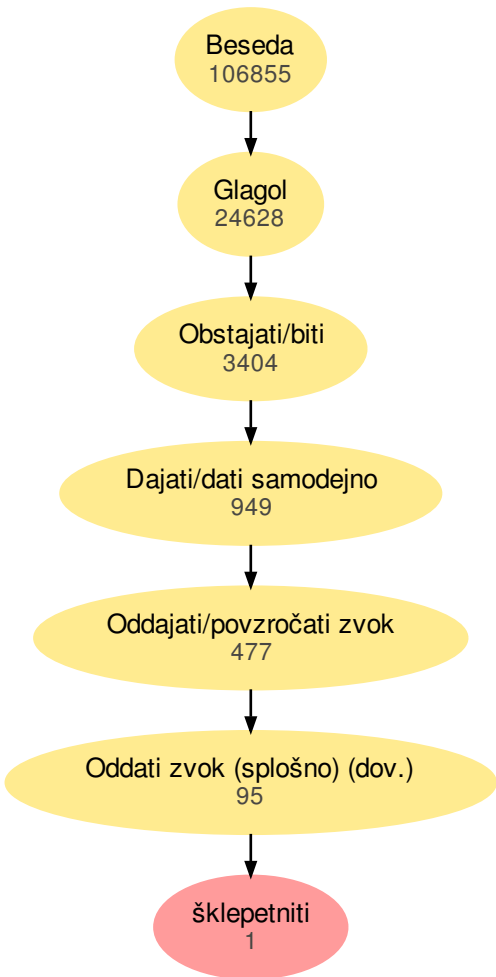 Beseda
106855
Glagol
24628
Obstajati/biti
3404
Dajati/dati samodejno
949
Oddajati/povzročati zvok
477
Oddati zvok (splošno) (dov.)
95
šklepetniti
1